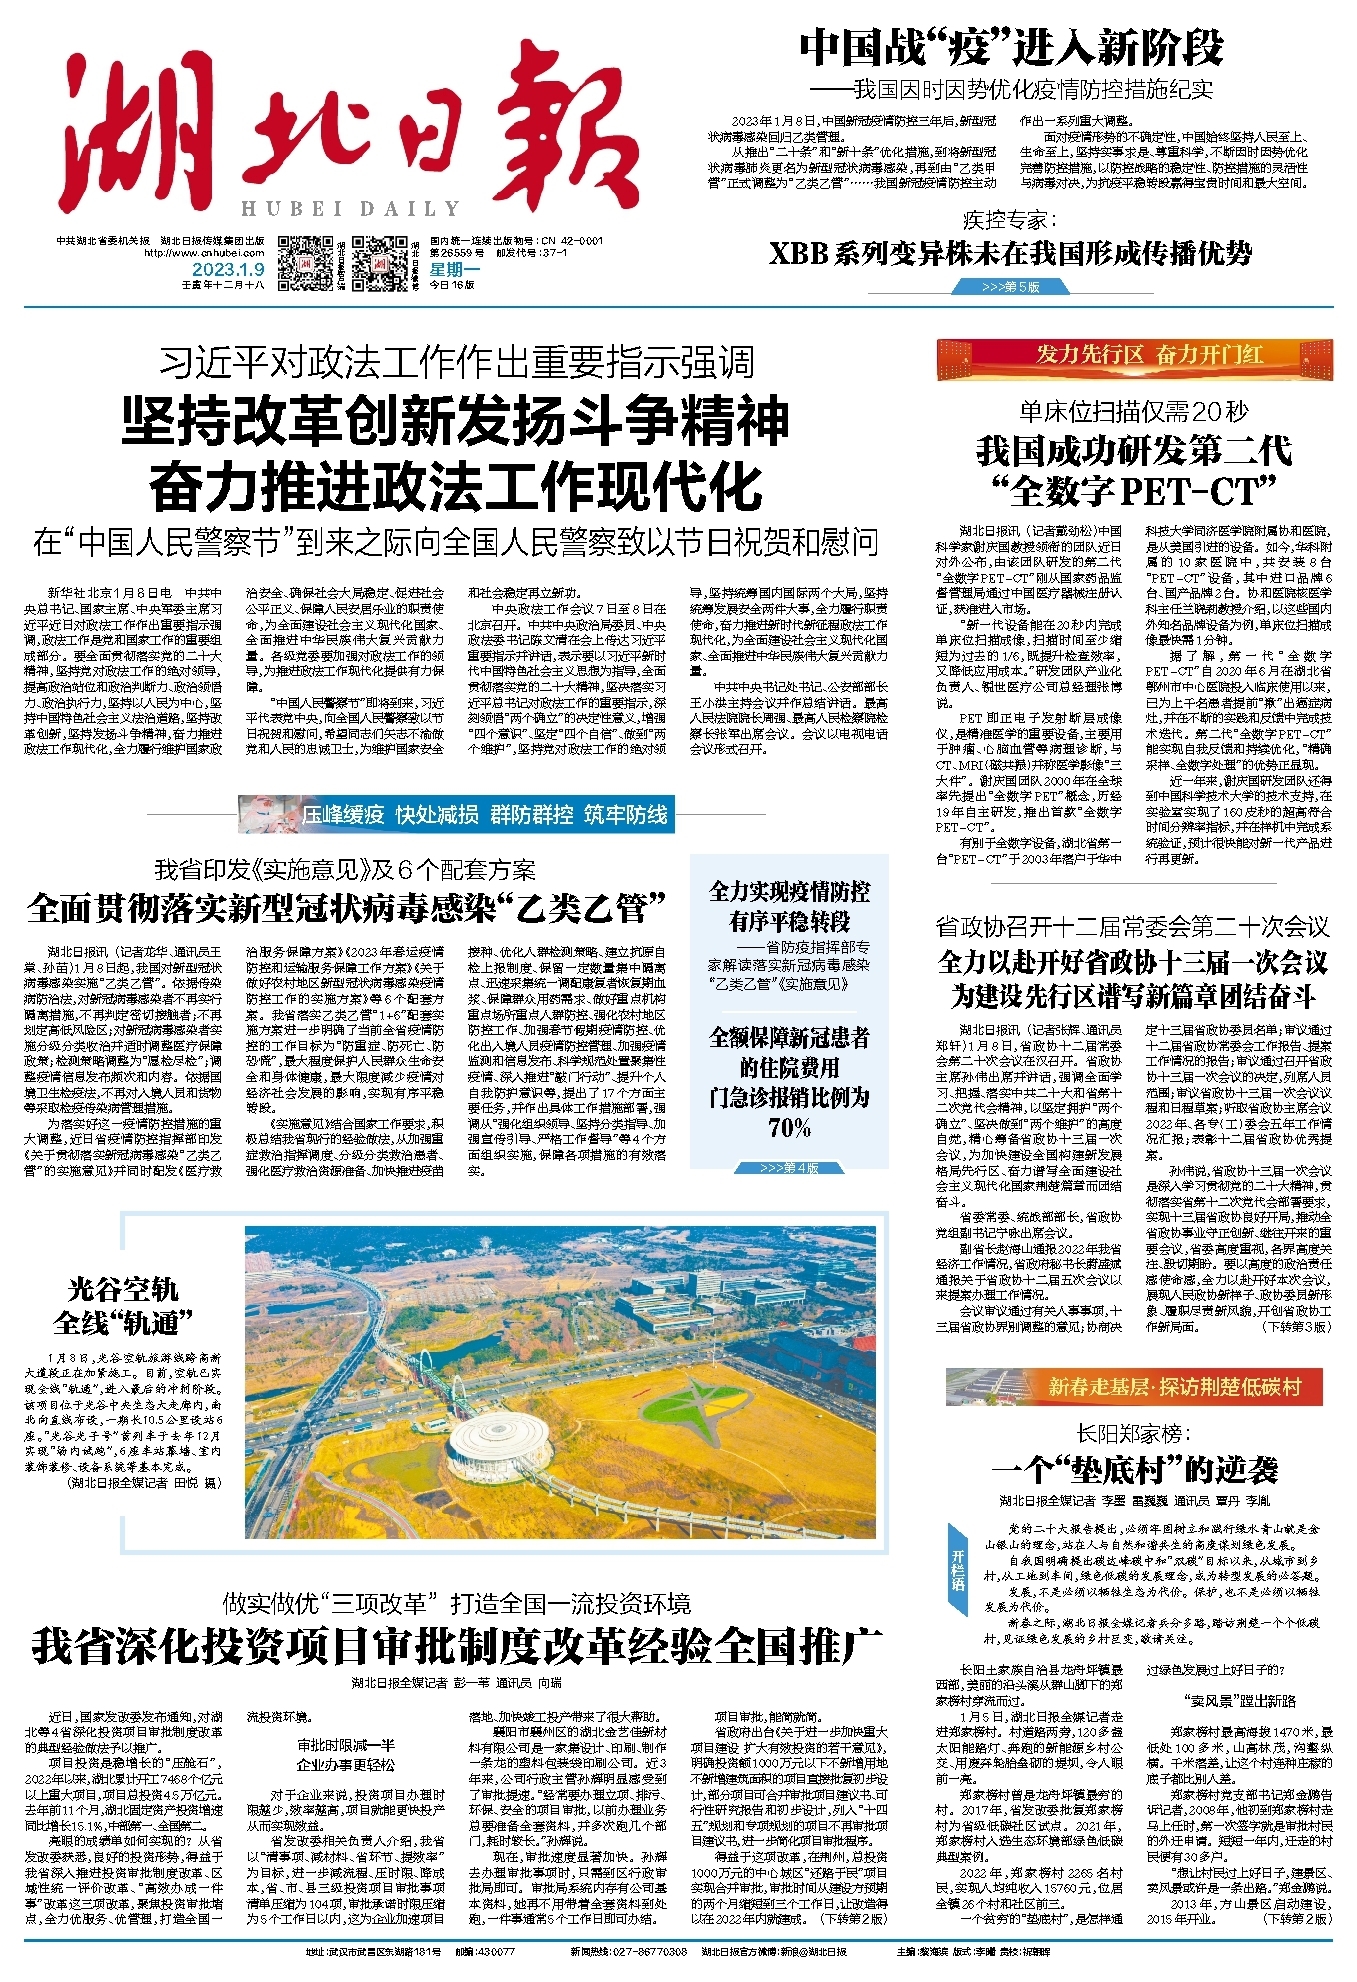 湖北日報
HUBEI DAILY
中共湖北省委机关报 湖北日报传媒集团出版
http://www.cnhubei.com
2023.1.9
壬寅年十二月十八
国内统一连续出版物号:CN 42-0001
第26559号 邮发代号:37-1
星期一
今日16版
中国战“疫”进入新阶段
——我国因时因势优化疫情防控措施纪实
2023年1月8日,中国新冠疫情防控三年后,新型冠
状病毒感染回归乙类管理。
从推出“二十条”和“新十条”优化措施,到将新型冠
状病毒肺炎更名为新型冠状病毒感染,再到由“乙类甲
管”正式调整为“乙类乙管”……我国新冠疫情防控主动
作出一系列重大调整。
面对疫情形势的不确定性,中国始终坚持人民至上、
生命至上,坚持实事求是、尊重科学,不断因时因势优化
完善防控措施,以防控战略的稳定性、防控措施的灵活性
与病毒对决,为抗疫平稳转段赢得宝贵时间和最大空间。
疾控专家:
XBB系列变异株未在我国形成传播优势
>>>第5版
习近平对政法工作作出重要指示强调
坚持改革创新发扬斗争精神
奋力推进政法工作现代化
在“中国人民警察节”到来之际向全国人民警察致以节日祝贺和慰问
新华社北京1月8日电 中共中
央总书记、国家主席、中央军委主席习
近平近日对政法工作作出重要指示强
调,政法工作是党和国家工作的重要组
成部分。要全面贯彻落实党的二十大
精神,坚持党对政法工作的绝对领导,
提高政治站位和政治判断力、政治领悟
力、政治执行力,坚持以人民为中心,坚
持中国特色社会主义法治道路,坚持改
革创新,坚持发扬斗争精神,奋力推进
政法工作现代化,全力履行维护国家政
治安全、确保社会大局稳定、促进社会
公平正义、保障人民安居乐业的职责使
命,为全面建设社会主义现代化国家、
全面推进中华民族伟大复兴贡献力
量。各级党委要加强对政法工作的领
导,为推进政法工作现代化提供有力保
障。
“中国人民警察节”即将到来,习近
平代表党中央,向全国人民警察致以节
日祝贺和慰问,希望同志们矢志不渝做
党和人民的忠诚卫士,为维护国家安全
和社会稳定再立新功。
中央政法工作会议7日至8日在
北京召开。中共中央政治局委员、中央
政法委书记陈文清在会上传达习近平
重要指示并讲话,表示要以习近平新时
代中国特色社会主义思想为指导,全面
贯彻落实党的二十大精神,坚决落实习
近平总书记对政法工作的重要指示,深
刻领悟“两个确立”的决定性意义,增强
“四个意识”、坚定“四个自信”、做到“两
个维护”,坚持党对政法工作的绝对领
导,坚持统筹国内国际两个大局,坚持
统筹发展安全两件大事,全力履行职责
使命,奋力推进新时代新征程政法工作
现代化,为全面建设社会主义现代化国
家、全面推进中华民族伟大复兴贡献力
量。
中共中央书记处书记、公安部部长
王小洪主持会议并作总结讲话。最高
人民法院院长周强、最高人民检察院检
察长张军出席会议。会议以电视电话
会议形式召开。
发力先行区 奋力开门红
单床位扫描仅需20秒
我国成功研发第二代
“全数字PET-CT”
湖北日报讯(记者戴劲松)中国
科学家谢庆国教授领衔的团队近日
对外公布,由该团队研发的第二代
“全数字PET-CT”刚从国家药品监
督管理局通过中国医疗器械注册认
证,获准进入市场。
“新一代设备能在20秒内完成
单床位扫描成像,扫描时间至少缩
短为过去的1/6,既提升检查效率,
又降低应用成本。”研发团队产业化
负责人、锐世医疗公司总经理张博
说。
PET即正电子发射断层成像
仪,是精准医学的重要设备,主要用
于肿瘤、心脑血管等病理诊断,与
CT、MRI(磁共振)并称医学影像“三
大件”。谢庆国团队2000年在全球
率先提出“全数字PET”概念,历经
19年自主研发,推出首款“全数字
PET-CT”。
有别于全数字设备,湖北省第一
台“PET-CT”于2003年落户于华中
科技大学同济医学院附属协和医院,
是从美国引进的设备。如今,华科附
属的10家医院中,共安装8台
“PET-CT”设备,其中进口品牌6
台、国产品牌2台。协和医院核医学
科主任兰晓莉教授介绍,以这些国内
外知名品牌设备为例,单床位扫描成
像最快需1分钟。
据了解,第一代“全数字
PET-CT”自2020年6月在湖北省
鄂州市中心医院投入临床使用以来,
已为上千名患者提前“揪”出癌症病
灶,并在不断的实践和反馈中完成技
术迭代。第二代“全数字PET-CT”
能实现自我反馈和持续优化,“精确
采样、全数字处理”的优势正显现。
近一年来,谢庆国研发团队还得
到中国科学技术大学的技术支持,在
实验室实现了160皮秒的超高符合
时间分辨率指标,并在样机中完成系
统验证,预计很快能对新一代产品进
行再更新。
压峰缓疫 快处减损 群防群控 筑牢防线
我省印发《实施意见》及6个配套方案
全面贯彻落实新型冠状病毒感染“乙类乙管”
湖北日报讯(记者龙华、通讯员王
棠、孙苗)1月8日起,我国对新型冠状
病毒感染实施“乙类乙管”。依据传染
病防治法,对新冠病毒感染者不再实行
隔离措施,不再判定密切接触者;不再
划定高低风险区;对新冠病毒感染者实
施分级分类收治并适时调整医疗保障
政策;检测策略调整为“愿检尽检”;调
整疫情信息发布频次和内容。依据国
境卫生检疫法,不再对入境人员和货物
等采取检疫传染病管理措施。
为落实好这一疫情防控措施的重
大调整,近日省疫情防控指挥部印发
《关于贯彻落实新冠病毒感染“乙类乙
管”的实施意见》并同时配发《医疗救
治服务保障方案》《2023年春运疫情
防控和运输服务保障工作方案》《关于
做好农村地区新型冠状病毒感染疫情
防控工作的实施方案》等6个配套方
案。我省落实乙类乙管“1+6”配套实
施方案进一步明确了当前全省疫情防
控的工作目标为“防重症、防死亡、防
恐慌”,最大程度保护人民群众生命安
全和身体健康,最大限度减少疫情对
经济社会发展的影响,实现有序平稳
转段。
《实施意见》结合国家工作要求,积
极总结我省现行的经验做法,从加强重
症救治指挥调度、分级分类救治患者、
强化医疗救治资源准备、加快推进疫苗
接种、优化人群检测策略、建立抗原自
检上报制度、保留一定数量集中隔离
点、迅速采集统一调配康复者恢复期血
浆、保障群众用药需求、做好重点机构
重点场所重点人群防控、强化农村地区
防控工作、加强春节假期疫情防控、优
化出入境人员疫情防控管理、加强疫情
监测和信息发布、科学规范处置聚集性
疫情、深入推进“敲门行动”、提升个人
自我防护意识等,提出了17个方面主
要任务,并作出具体工作措施部署,强
调从“强化组织领导、坚持分类指导、加
强宣传引导、严格工作督导”等4个方
面组织实施,保障各项措施的有效落
实。
全力实现疫情防控
有序平稳转段
——省防疫指挥部专
家解读落实新冠病毒感染
“乙类乙管”《实施意见》
全额保障新冠患者
的住院费用
门急诊报销比例为
70%
>>>第4版
省政协召开十二届常委会第二十次会议
全力以赴开好省政协十三届一次会议
为建设先行区谱写新篇章团结奋斗
湖北日报讯(记者张辉、通讯员
郑轩)1月8日,省政协十二届常委
会第二十次会议在汉召开。省政协
主席孙伟出席并讲话,强调全面学
习、把握、落实中共二十大和省第十
二次党代会精神,以坚定拥护“两个
确立”、坚决做到“两个维护”的高度
自觉,精心筹备省政协十三届一次
会议,为加快建设全国构建新发展
格局先行区、奋力谱写全面建设社
会主义现代化国家荆楚篇章而团结
奋斗。
省委常委、统战部部长,省政协
党组副书记宁咏出席会议。
副省长赵海山通报2022年我省
经济工作情况,省政府秘书长蔚盛斌
通报关于省政协十二届五次会议以
来提案办理工作情况。
会议审议通过有关人事事项,十
三届省政协界别调整的意见;协商决
定十三届省政协委员名单;审议通过
十二届省政协常委会工作报告、提案
工作情况的报告;审议通过召开省政
协十三届一次会议的决定,列席人员
范围;审议省政协十三届一次会议议
程和日程草案;听取省政协主席会议
2022年、各专(工)委会五年工作情
况汇报;表彰十二届省政协优秀提
案。
孙伟说,省政协十三届一次会议
是深入学习贯彻党的二十大精神,贯
彻落实省第十二次党代会部署要求,
实现十三届省政协良好开局,推动全
省政协事业守正创新、继往开来的重
要会议,省委高度重视,各界高度关
注、殷切期盼。要以高度的政治责任
感使命感,全力以赴开好本次会议,
展现人民政协新样子、政协委员新形
象、履职尽责新风貌,开创省政协工
作新局面。 (下转第3版)
光谷空轨
全线“轨通”
1月8日,光谷空轨旅游线跨高新
大道段正在加紧施工。目前,空轨已实
现全线“轨通”,进入最后的冲刺阶段。
该项目位于光谷中央生态大走廊内,南
北向直线布设,一期长10.5公里设站6
座。“光谷光子号”首列车于去年12月
实现“场内试跑”,6座车站幕墙、室内
装饰装修、设备系统等基本完成。
(湖北日报全媒记者 田悦 摄)
做实做优“三项改革” 打造全国一流投资环境
我省深化投资项目审批制度改革经验全国推广
湖北日报全媒记者 彭一苇 通讯员 向瑞
近日,国家发改委发布通知,对湖
北等4省深化投资项目审批制度改革
的典型经验做法予以推广。
项目投资是稳增长的“压舱石”,
2022年以来,湖北累计开工7468个亿元
以上重大项目,项目总投资4.5万亿元。
去年前11个月,湖北固定资产投资增速
同比增长15.1%,中部第一、全国第二。
亮眼的成绩单如何实现的?从省
发改委获悉,良好的投资形势,得益于
我省深入推进投资审批制度改革、区
域性统一评价改革、“高效办成一件
事”改革这三项改革,聚焦投资审批堵
点,全力优服务、优管理,打造全国一
流投资环境。
审批时限减一半
企业办事更轻松
对于企业来说,投资项目办理时
限越少,效率越高,项目就能更快投产
从而实现效益。
省发改委相关负责人介绍,我省
以“清事项、减材料、省环节、提效率”
为目标,进一步减流程、压时限、降成
本,省、市、县三级投资项目审批事项
清单压缩为104项,审批承诺时限压缩
为5个工作日以内,这为企业加速项目
落地、加快竣工投产带来了很大帮助。
襄阳市襄州区的湖北金艺佳新材
料有限公司是一家集设计、印刷、制作
一条龙的塑料包装袋印刷公司。近3
年来,公司行政主管孙辉明显感受到
了审批提速。“经常要办理立项、排污、
环保、安全的项目审批,以前办理业务
总要准备全套资料,并多次跑几个部
门,耗时较长。”孙辉说。
现在,审批速度显著加快。孙辉
去办理审批事项时,只需到区行政审
批局即可。审批局系统内存有公司基
本资料,她再不用带着全套资料到处
跑,一件事通常5个工作日即可办结。
项目审批,能简就简。
省政府出台《关于进一步加快重大
项目建设 扩大有效投资的若干意见》,
明确投资额1000万元以下不新增用地
不新增建筑面积的项目直接批复初步设
计,部分项目可合并审批项目建议书、可
行性研究报告和初步设计,列入“十四
五”规划和专项规划的项目不再审批项
目建议书,进一步简化项目审批程序。
得益于这项改革,在荆州,总投资
1000万元的中心城区“还路于民”项目
实现合并审批,审批时间从建设方预期
的两个月缩短到三个工作日,让改造得
以在2022年内就建成。(下转第2版)
新春走基层·探访荆楚低碳村
长阳郑家榜:
一个“垫底村”的逆袭
湖北日报全媒记者 李墨 雷巍巍 通讯员 覃丹 李胤
开栏语
党的二十大报告提出,必须牢固树立和践行绿水青山就是金
山银山的理念,站在人与自然和谐共生的高度谋划绿色发展。
自我国明确提出碳达峰碳中和“双碳”目标以来,从城市到乡
村,从工地到车间,绿色低碳的发展理念,成为转型发展的必答题。
发展,不是必须以牺牲生态为代价。保护,也不是必须以牺牲
发展为代价。
新春之际,湖北日报全媒记者兵分多路,踏访荆楚一个个低碳
村,见证绿色发展的乡村巨变,敬请关注。
长阳土家族自治县龙舟坪镇最
西部,美丽的沿头溪从群山脚下的郑
家榜村穿流而过。
1月5日,湖北日报全媒记者走
进郑家榜村。村道路两旁,120多盏
太阳能路灯、奔跑的新能源乡村公
交、用废弃轮胎垒砌的堤坝,令人眼
前一亮。
郑家榜村曾是龙舟坪镇最穷的
村。2017年,省发改委批复郑家榜
村为省级低碳社区试点。2021年,
郑家榜村入选生态环境部绿色低碳
典型案例。
2022年,郑家榜村2265名村
民,实现人均纯收入15760元,位居
全镇26个村和社区前三。
一个贫穷的“垫底村”,是怎样通
过绿色发展过上好日子的?
“卖风景”蹚出新路
郑家榜村最高海拔1470米,最
低处100多米,山高林茂,沟壑纵
横。千米落差,让这个村连种庄稼的
底子都比别人差。
郑家榜村党支部书记郑金鹏告
诉记者,2008年,他初到郑家榜村走
马上任时,第一次签字就是审批村民
的外迁申请。短短一年内,迁走的村
民便有30多户。
“想让村民过上好日子,建景区、
卖风景或许是一条出路。”郑金鹏说。
2013年,方山景区启动建设,
2015年开业。 (下转第2版)
地址:武汉市武昌区东湖路181号 邮编:430077 新闻热线:027-86770308 湖北日报官方微博:新浪@湖北日报 主编:黎海滨 版式:李曙 责校:祝翱晖